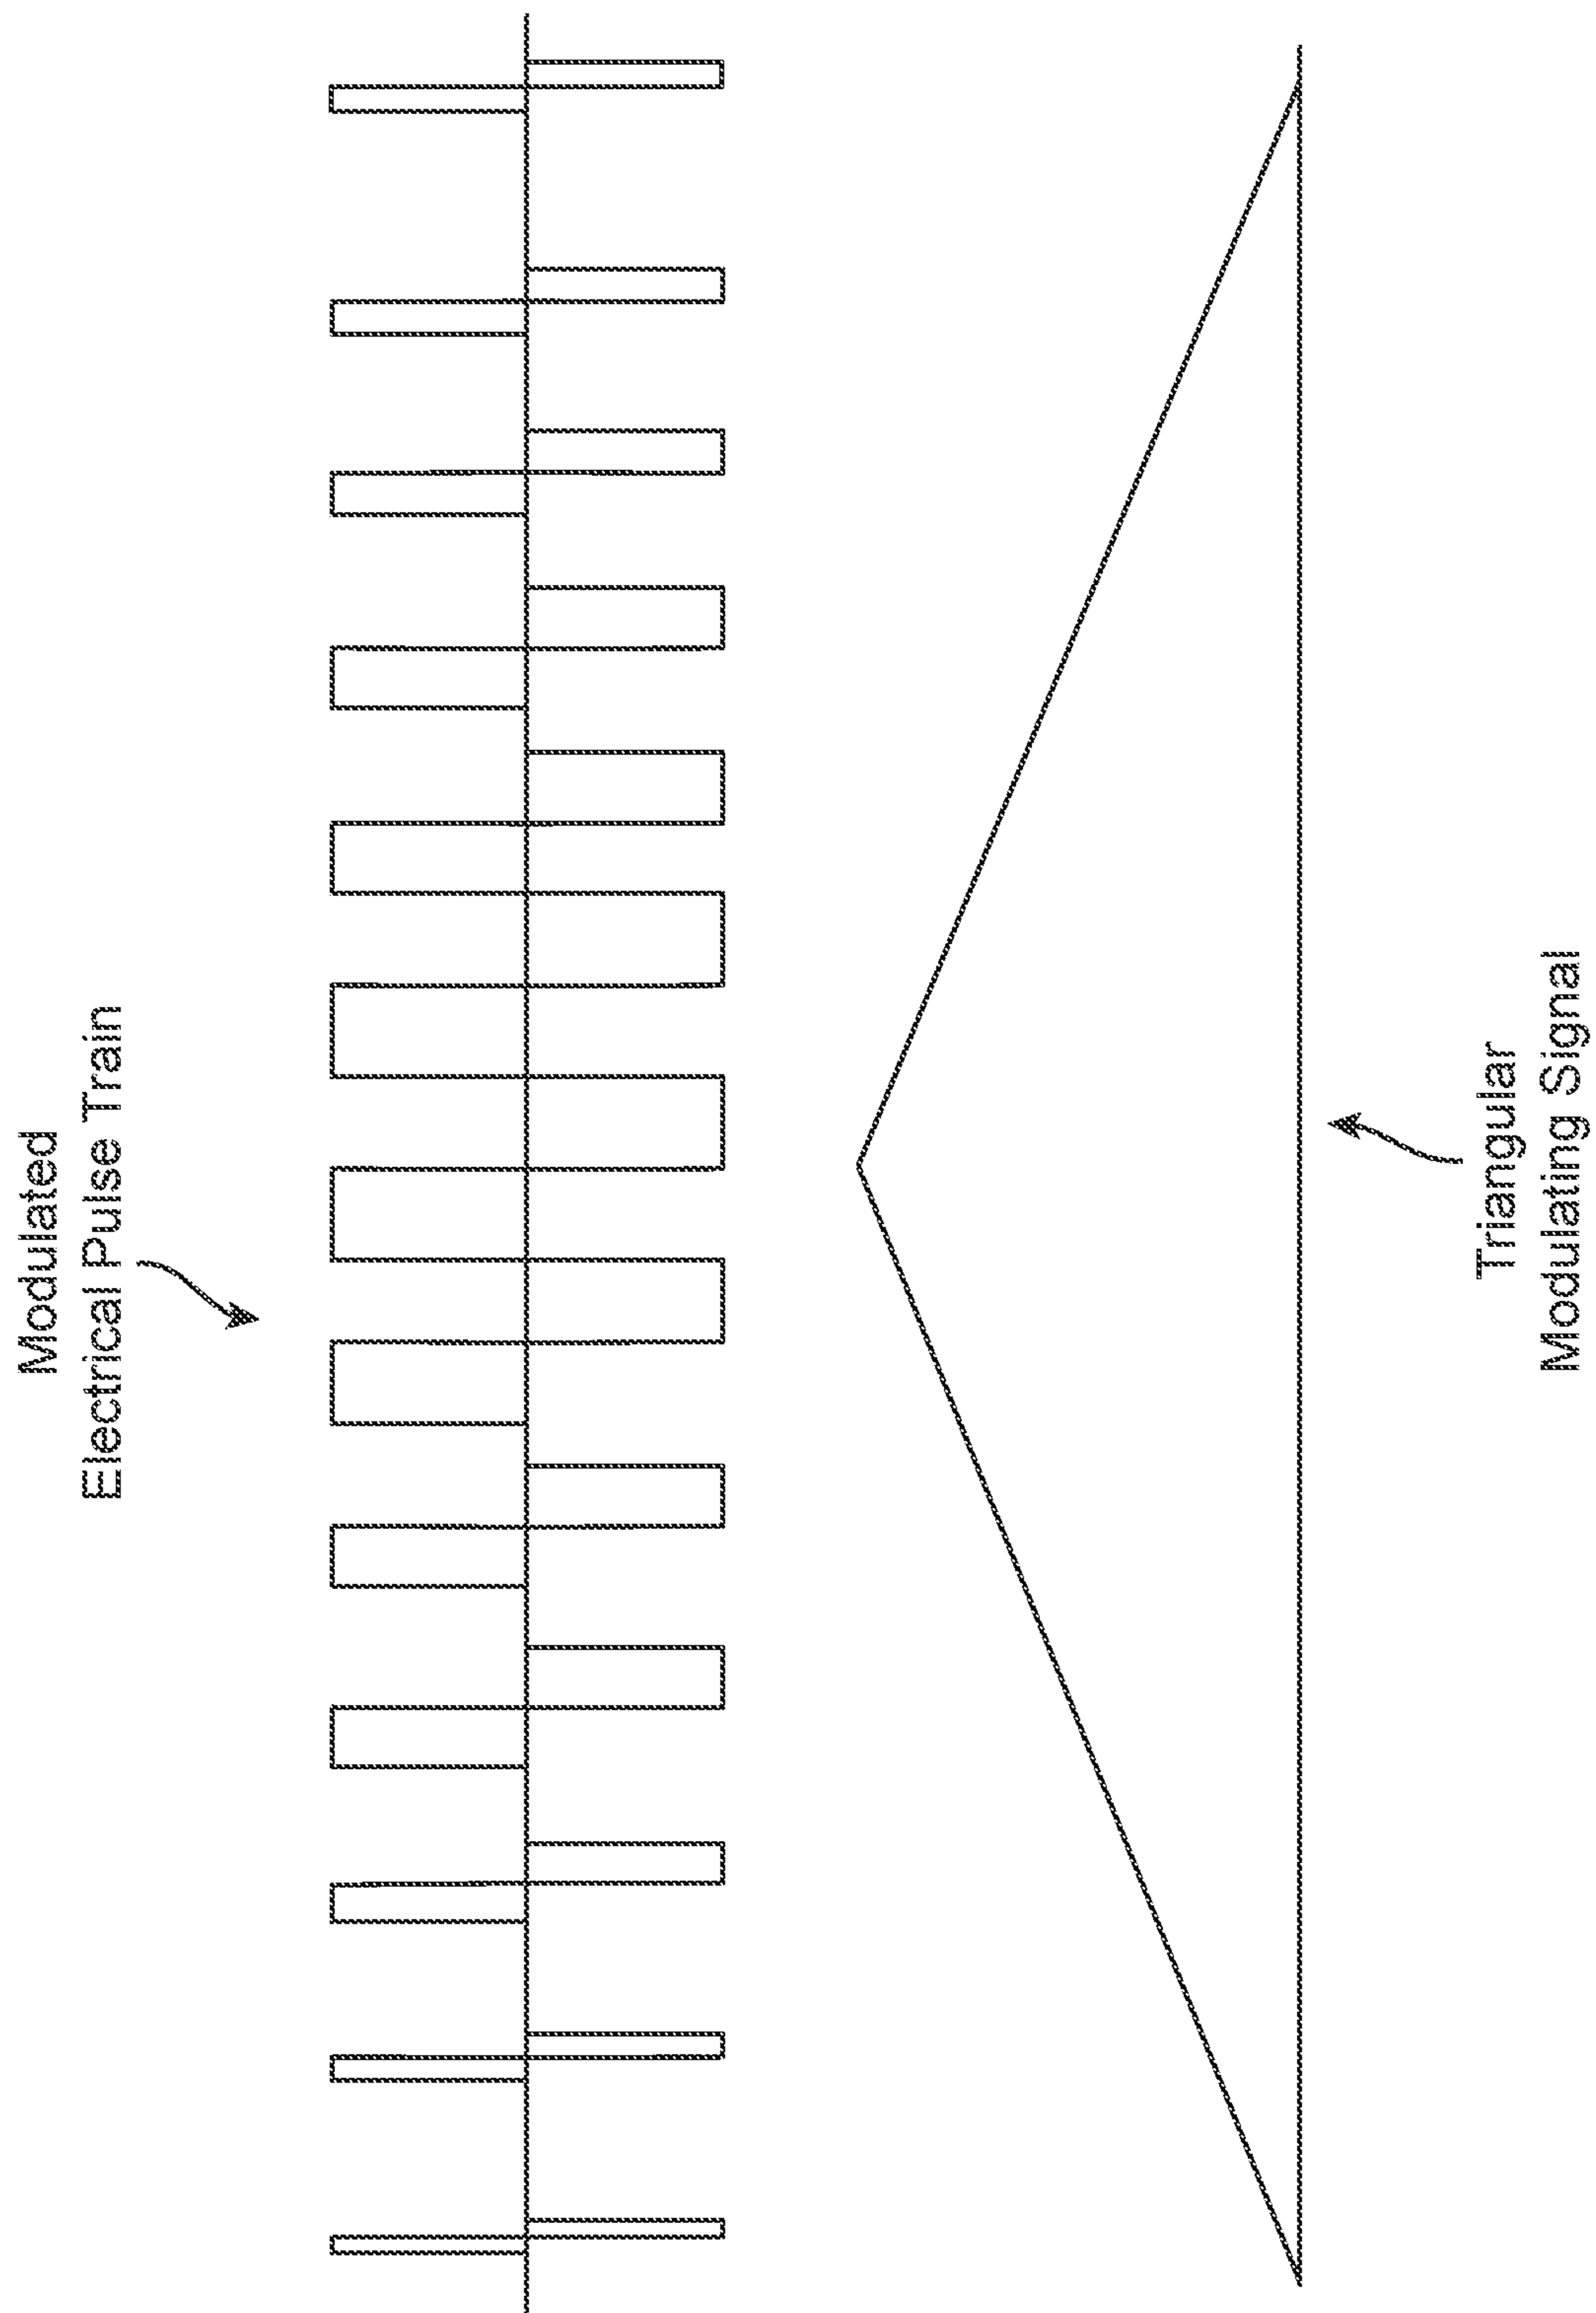 Modulated
Electrical Pulse Train
Triangular
Modulating Signal